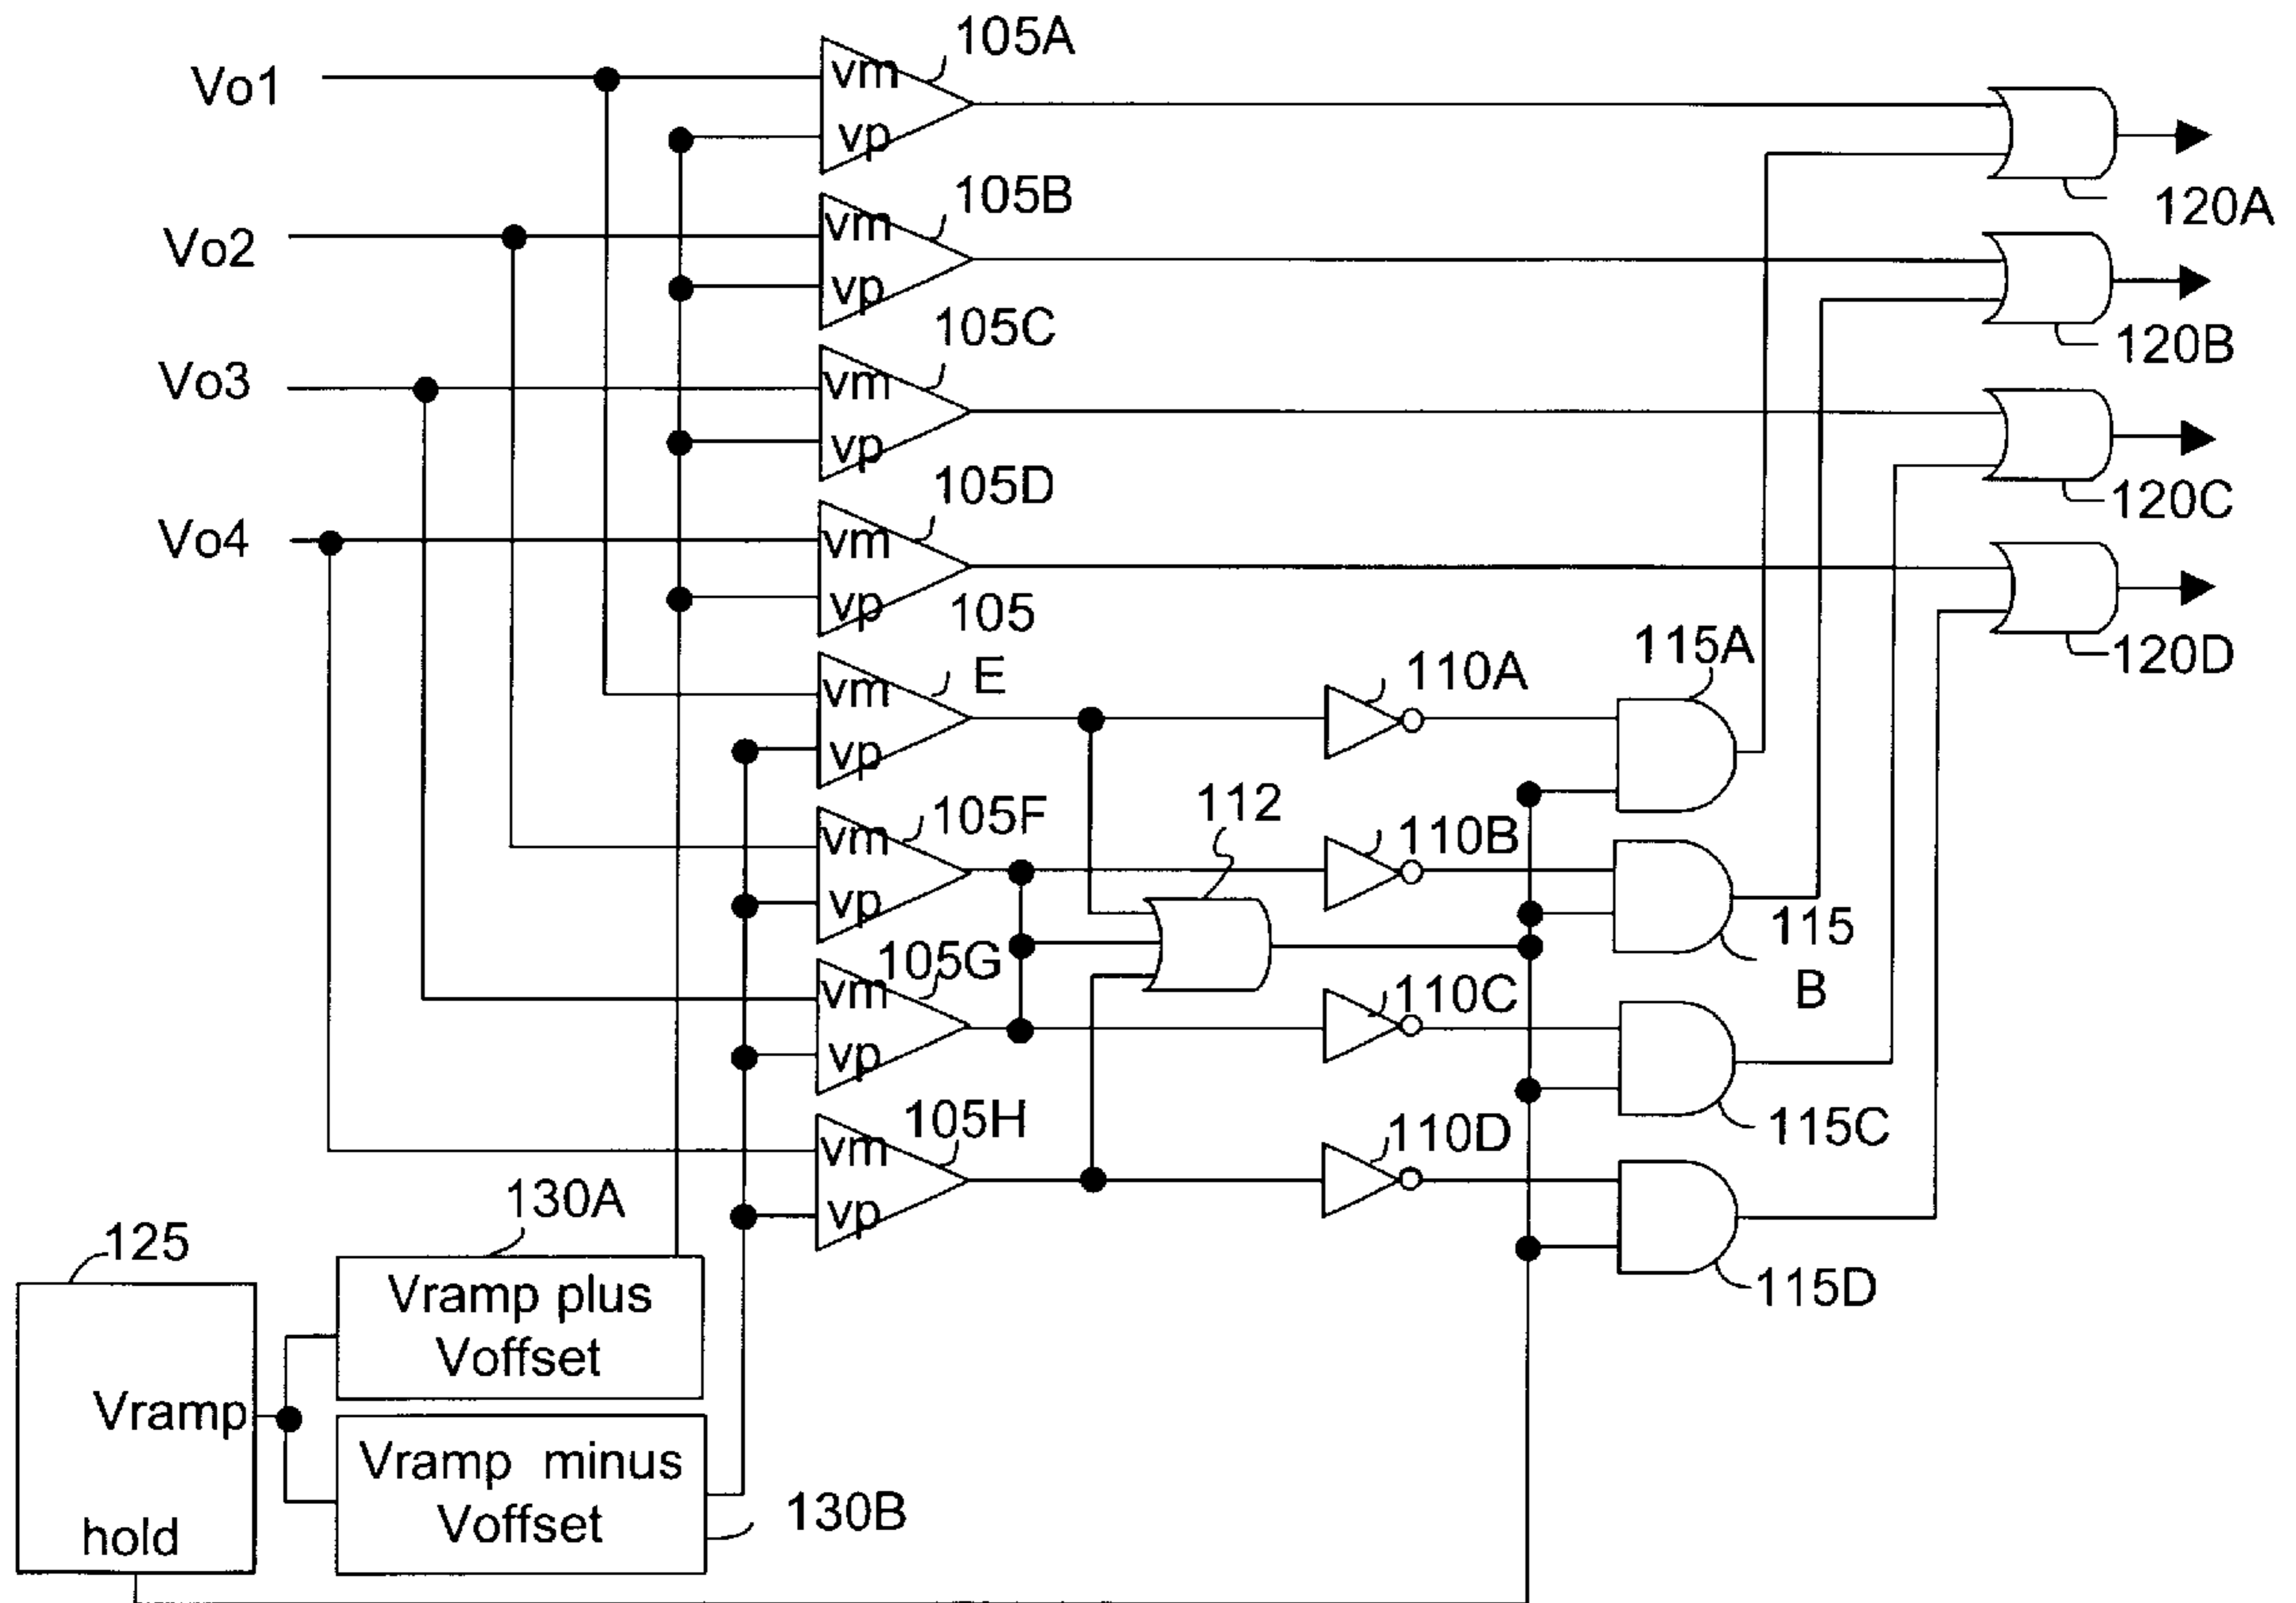 105A
Vo1
vm
vp
120A
105B
Vo2
vm
vp
120B
105C
Vo3
vm
vp
120C
105D
Vo4
vm
vp
120D
105
E
vm
vp
110A
115A
105F
vm
vp
112
110B
115
B
105G
vm
vp
110C
115C
105H
vm
vp
110D
115D
130A
125
Vramp plus
Voffset
Vramp
Vramp minus
Voffset
130B
hold